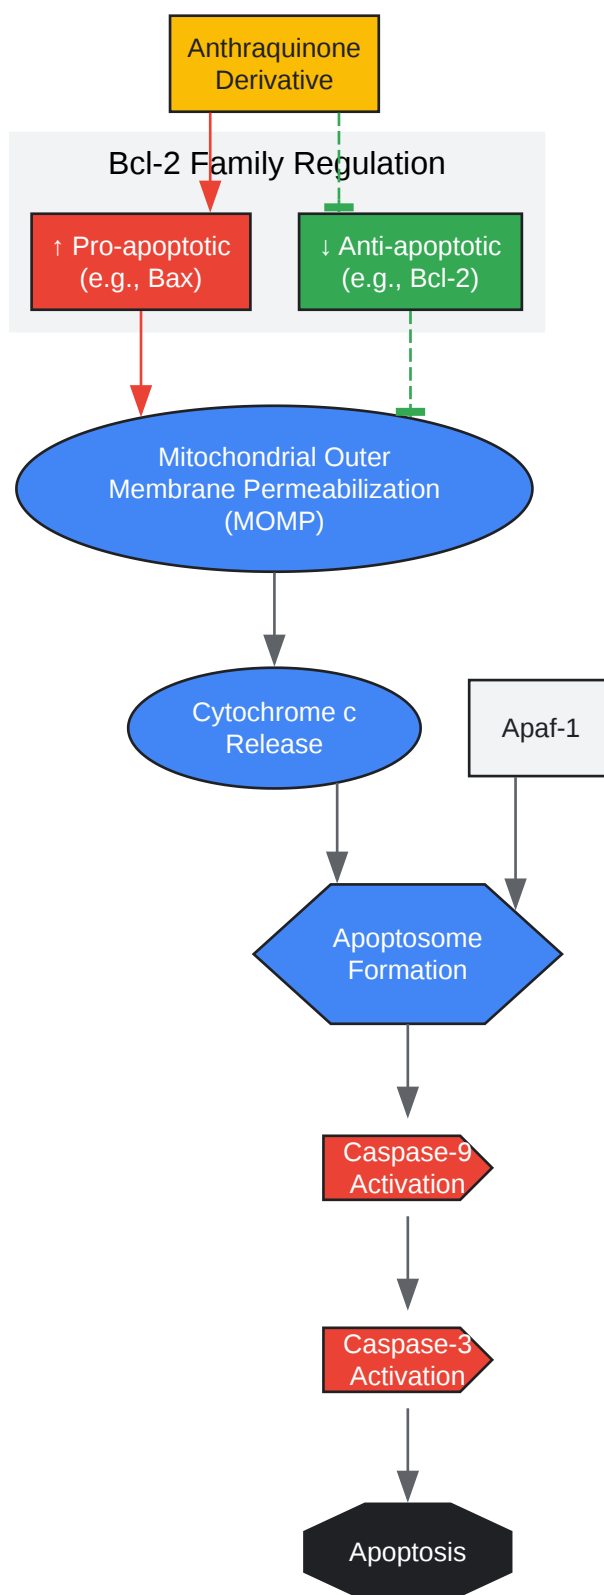 Anthraquinone
Derivative
Bcl-2 Family Regulation
↑ Pro-apoptotic
(e.g., Bax)
↓ Anti-apoptotic
(e.g., Bcl-2)
Mitochondrial Outer
Membrane Permeabilization
(MOMP)
Cytochrome c
Release
Apaf-1
Apoptosome
Formation
Caspase-9
Activation
Caspase-3
Activation
Apoptosis